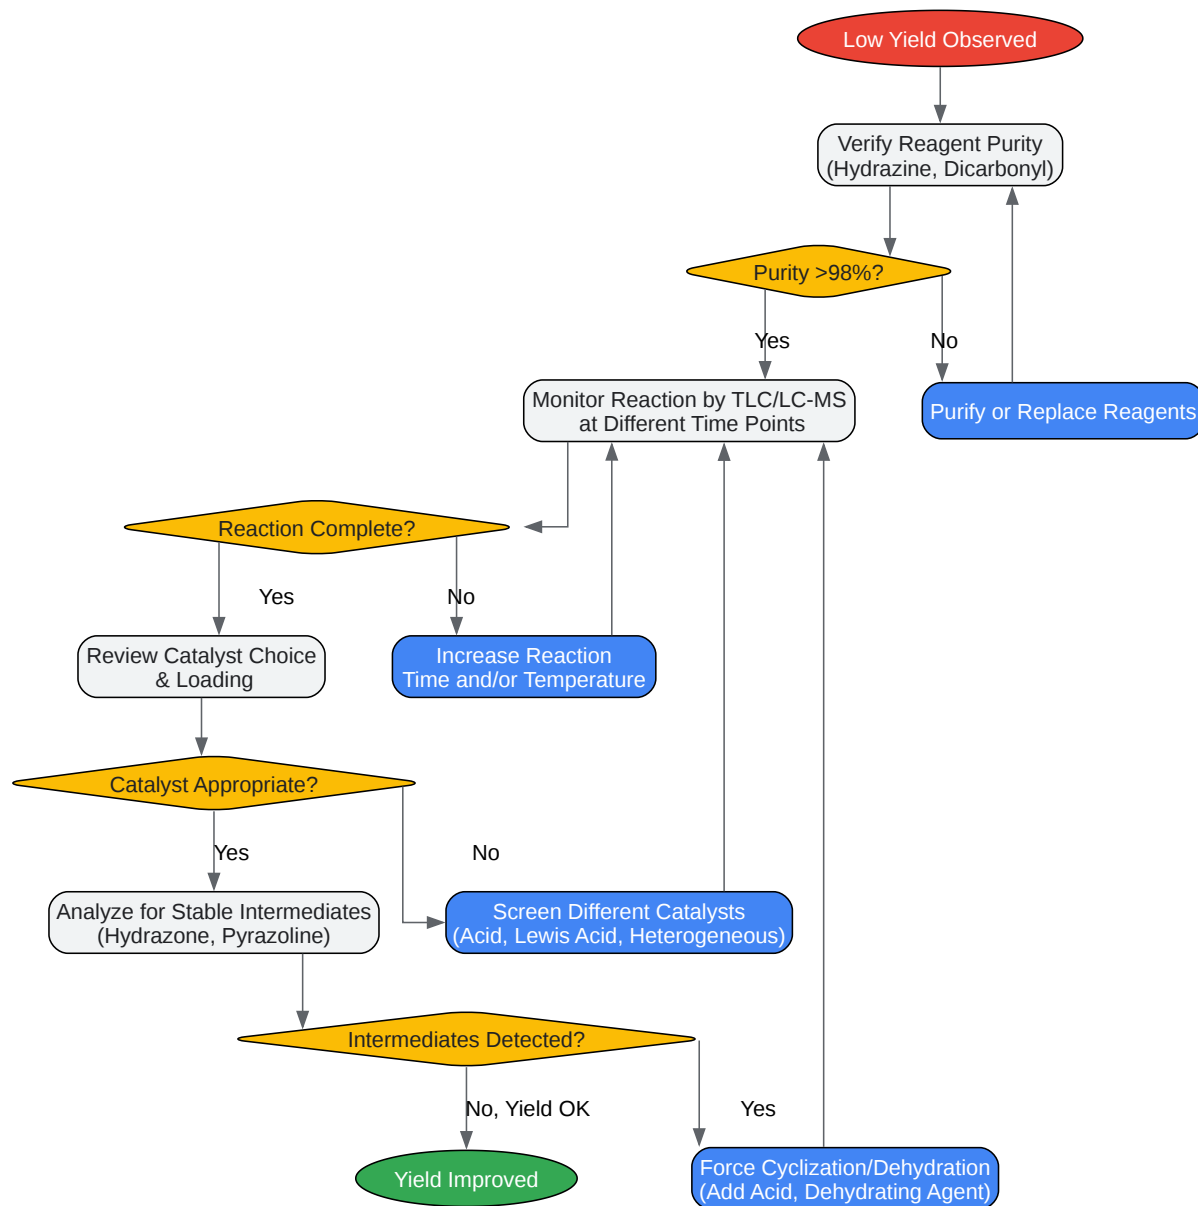 Low Yield Observed
Verify Reagent Purity
(Hydrazine, Dicarbonyl)
Purity >98%?
Yes
No
Monitor Reaction by TLC/LC-MS
at Different Time Points
Purify or Replace Reagents
Reaction Complete?
Yes
No
Review Catalyst Choice
& Loading
Increase Reaction
Time and/or Temperature
Catalyst Appropriate?
Yes
No
Analyze for Stable Intermediates
(Hydrazone, Pyrazoline)
Screen Different Catalysts
(Acid, Lewis Acid, Heterogeneous)
Intermediates Detected?
No, Yield OK
Yes
Yield Improved
Force Cyclization/Dehydration
(Add Acid, Dehydrating Agent)